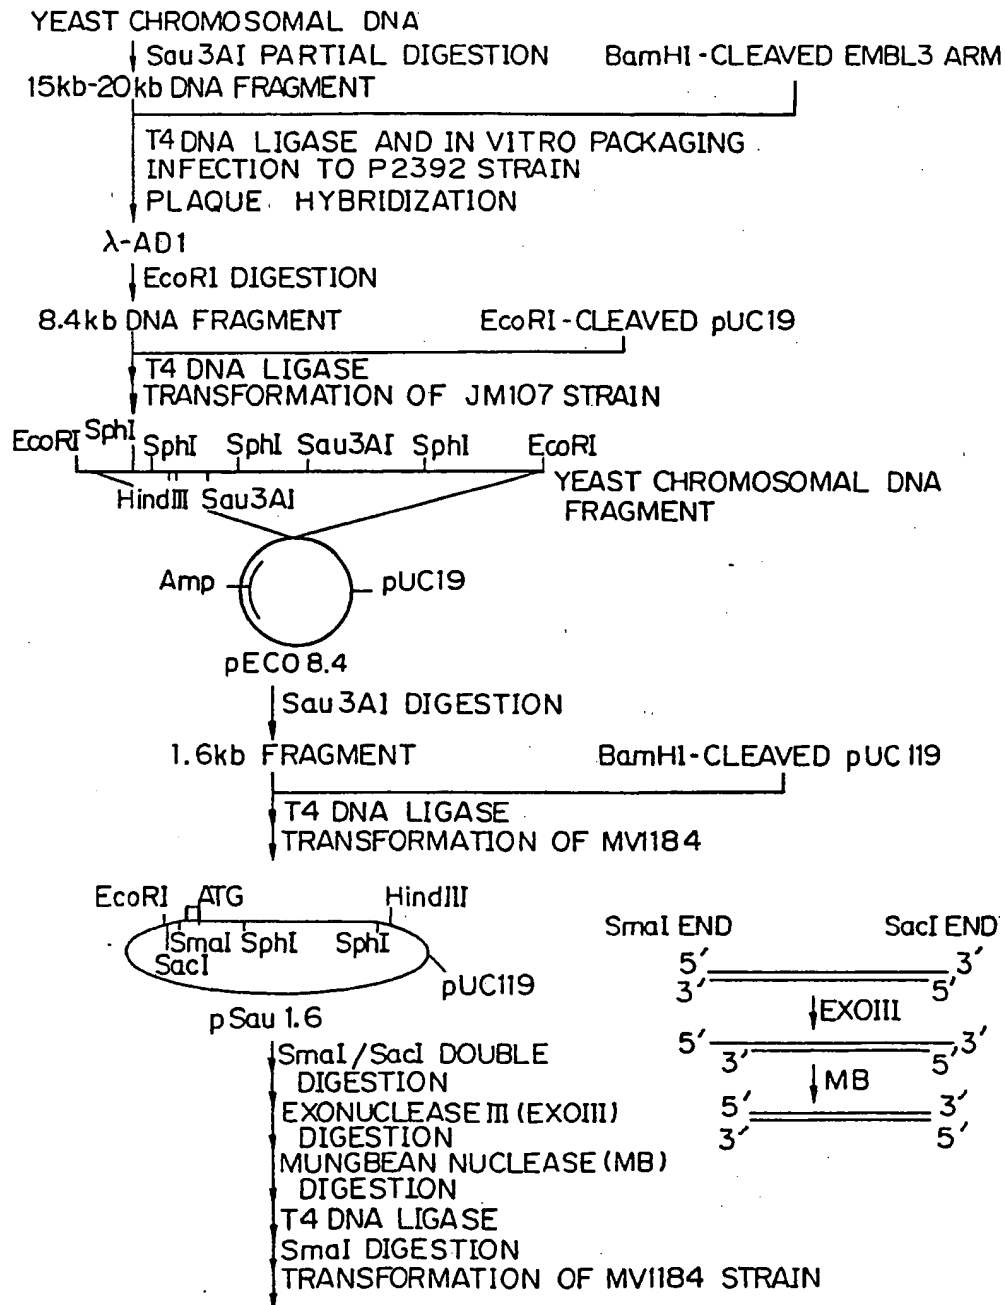 YEAST CHROMOSOMAL DNA
Sau3AI PARTIAL DIGESTION
BamHI-CLEAVED EMBL3 ARM
15kb-20kb DNA FRAGMENT
T4 DNA LIGASE AND IN VITRO PACKAGING
INFECTION TO P2392 STRAIN
PLAQUE HYBRIDIZATION
λ-AD1
EcoRI DIGESTION
8.4kb DNA FRAGMENT
EcoRI-CLEAVED pUC19
T4 DNA LIGASE
TRANSFORMATION OF JM107 STRAIN
EcoRI SphI SphI SphI Sau3AI SphI EcoRI
HindIII Sau3AI
YEAST CHROMOSOMAL DNA
FRAGMENT
Amp
pUC19
pECO 8.4
Sau3AI DIGESTION
1.6kb FRAGMENT
BamHI-CLEAVED pUC119
T4 DNA LIGASE
TRANSFORMATION OF MV1184
EcoRI ATG HindIII
SmaI SphI SphI
SacI
pUC119
pSau 1.6
SmaI END SacI END
5′ 3′
3′ 5′
EXOIII
5′ 3′
3′ 5′
MB
5′ 3′
3′ 5′
SmaI/SacI DOUBLE
DIGESTION
EXONUCLEASE III (EXOIII)
DIGESTION
MUNGBEAN NUCLEASE (MB)
DIGESTION
T4 DNA LIGASE
SmaI DIGESTION
TRANSFORMATION OF MV1184 STRAIN